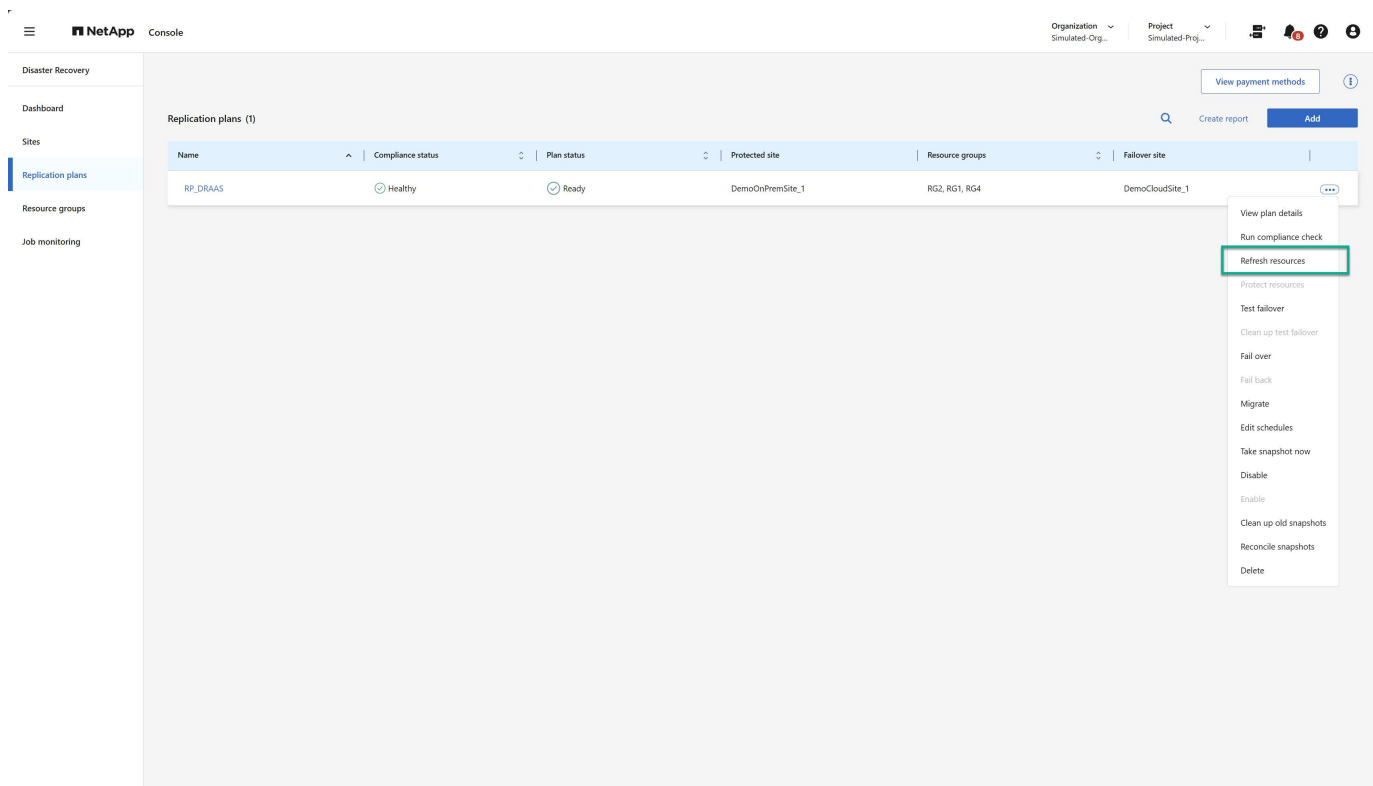 NetApp Console
Organization
Simulated-Org...
Project
Simulated-Proj...
8
Disaster Recovery
Dashboard
Sites
Replication plans
Resource groups
Job monitoring
View payment methods
Replication plans (1)
Create report
Add
Name Compliance status Plan status Protected site Resource groups Failover site
RP_DRAAS Healthy Ready DemoOnPremSite_1 RG2, RG1, RG4 DemoCloudSite_1
View plan details
Run compliance check
Refresh resources
Protect resources
Test failover
Clean up test failover
Fail over
Fail back
Migrate
Edit schedules
Take snapshot now
Disable
Enable
Clean up old snapshots
Reconcile snapshots
Delete